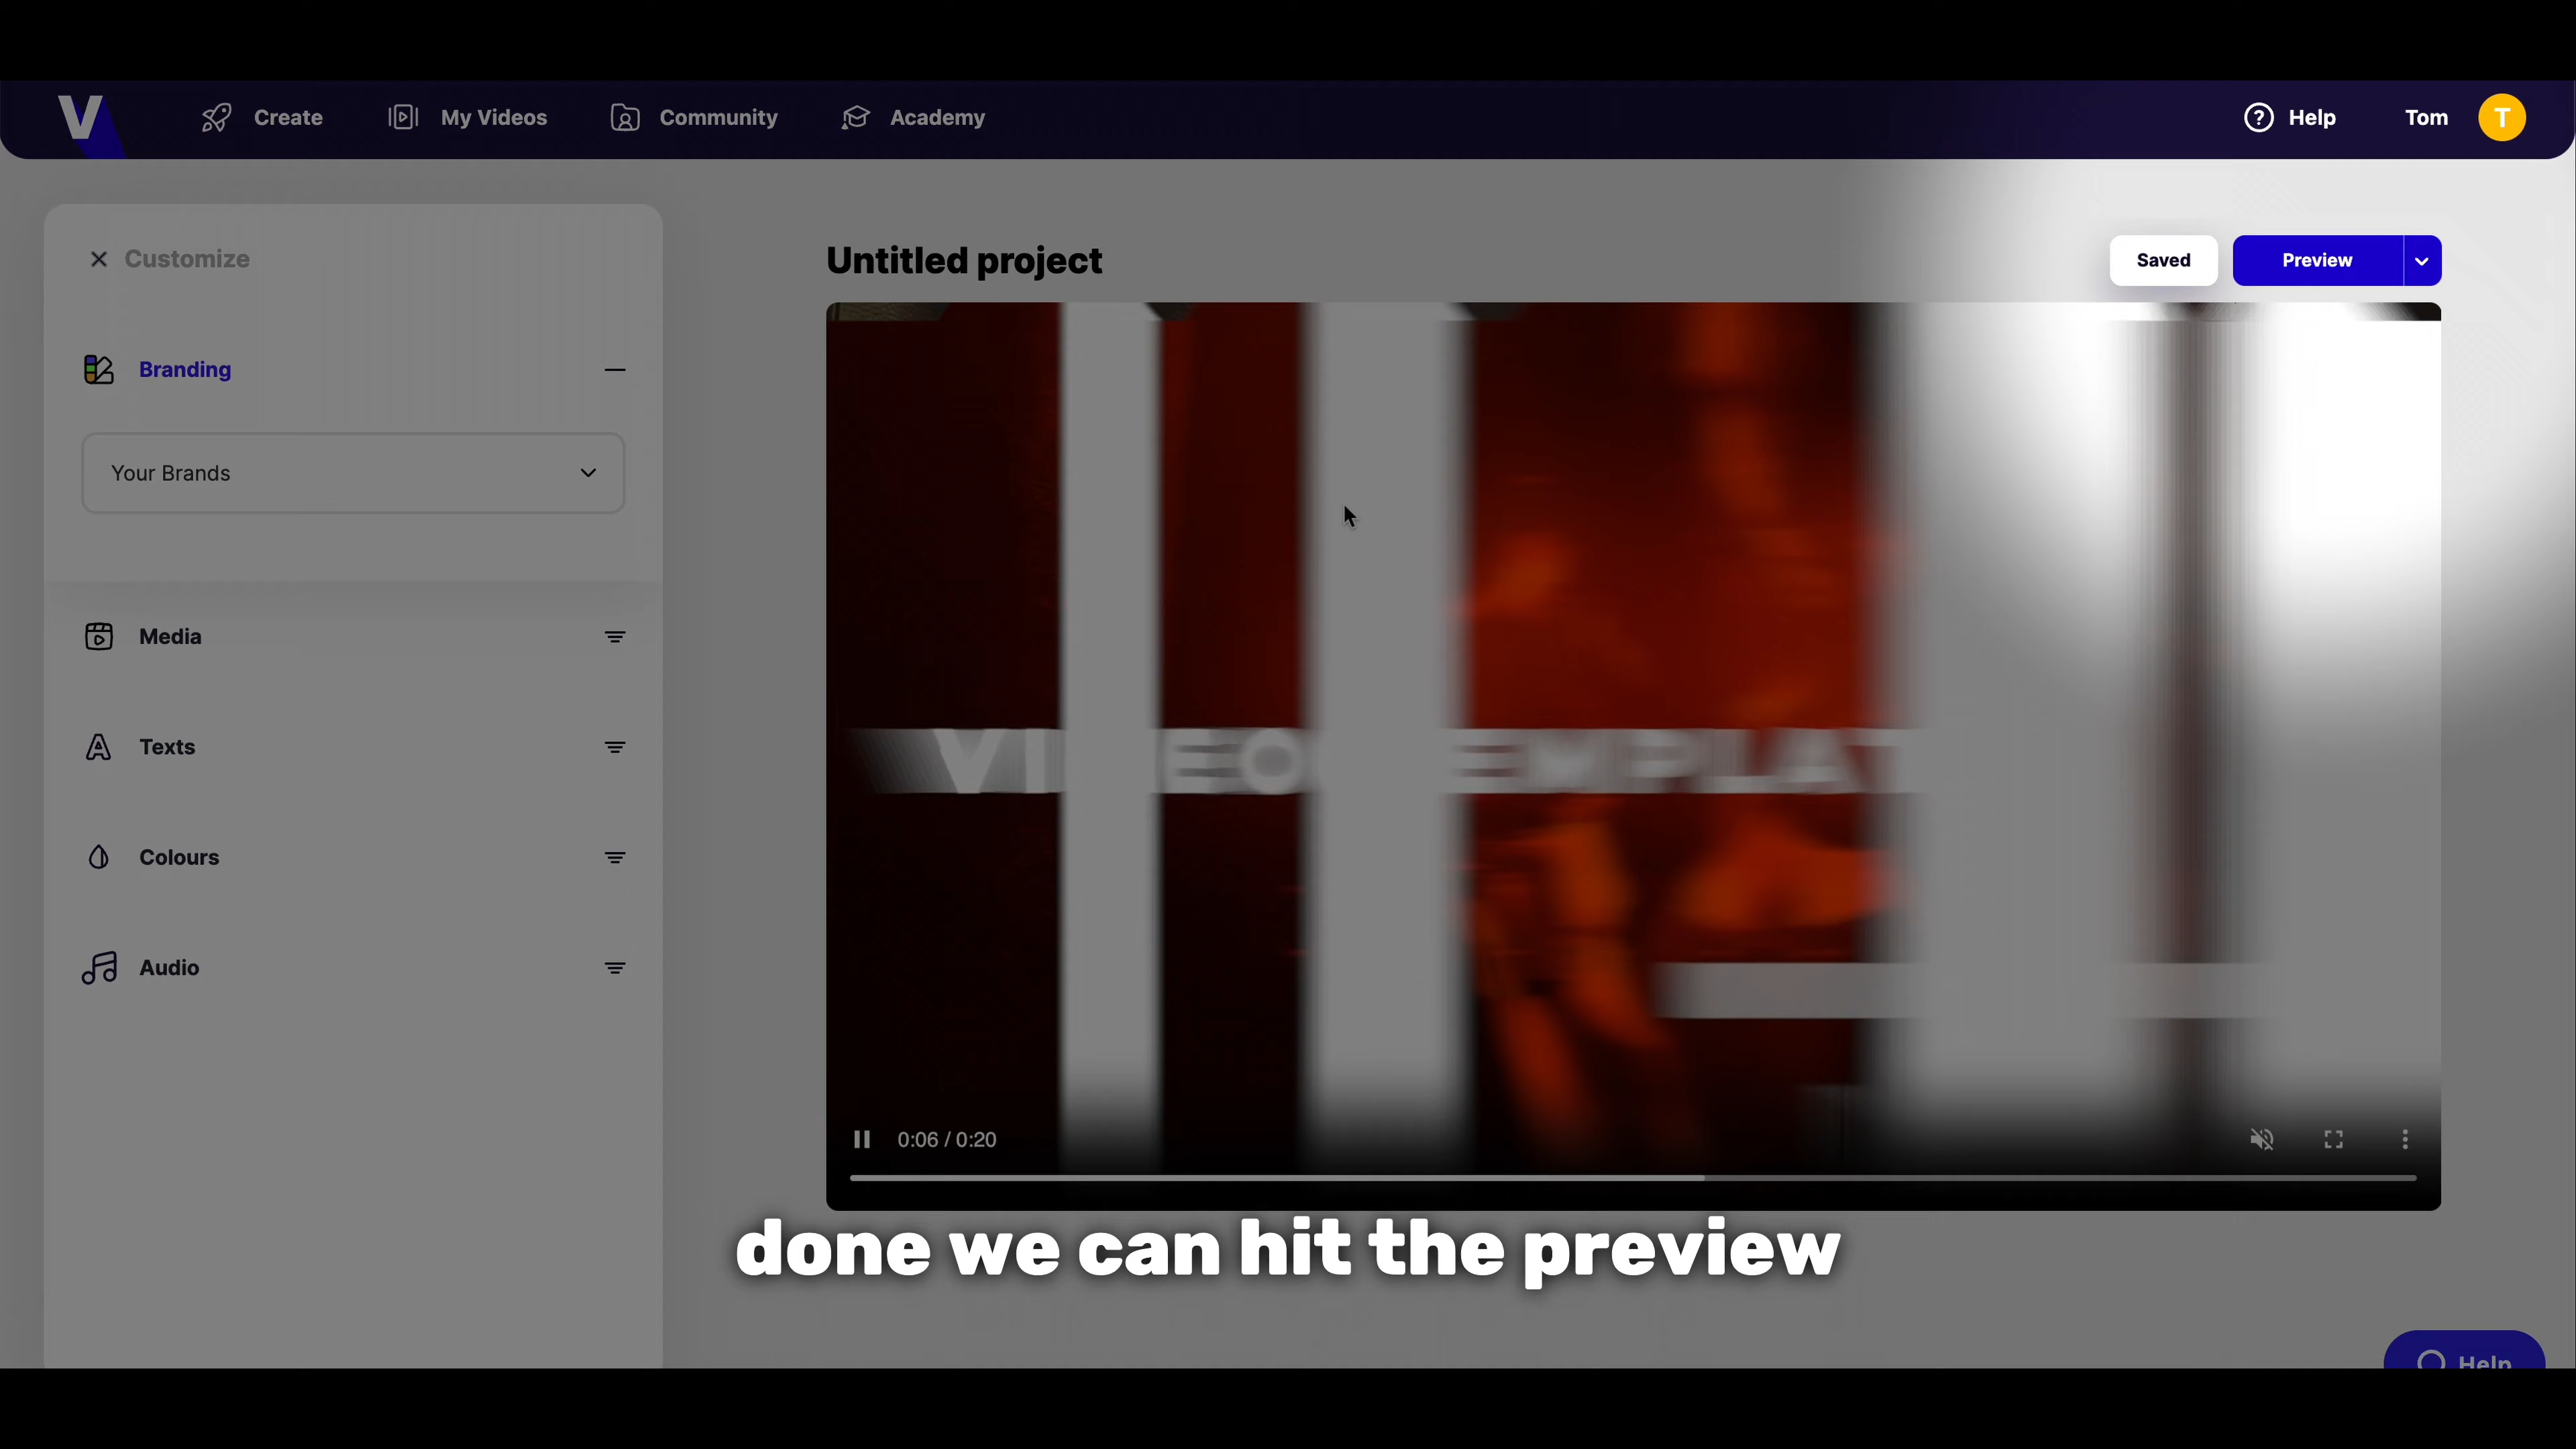 V
Create
My Videos
Community
Academy
? Help
Tom
T
Customize
Untitled project
Saved
Preview
Branding
Your Brands
Media
Texts
Colours
Audio
0:06 / 0:20
done we can hit the preview
Help